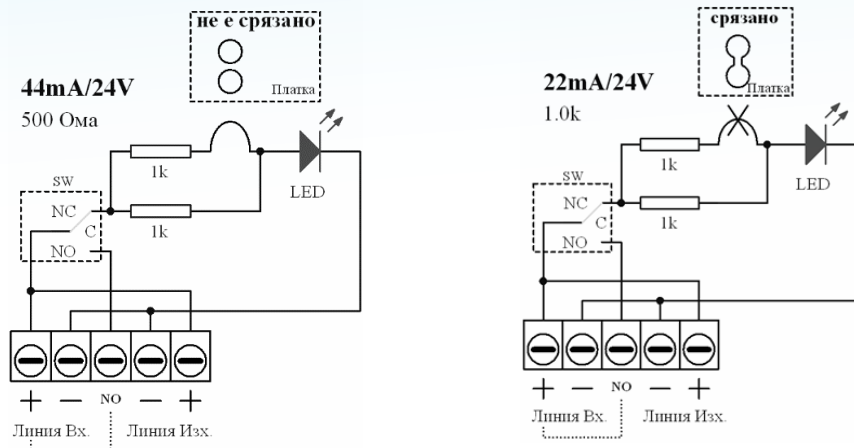 не е срязано
Платка
44mA/24V
500 Ома
1k
LED
SW
NC
1k
C
NO
+ − NO − +
Линия Вх. Линия Изх.
срязано
Платка
22mA/24V
1.0k
1k
LED
SW
NC
1k
C
NO
+ − NO − +
Линия Вх. Линия Изх.